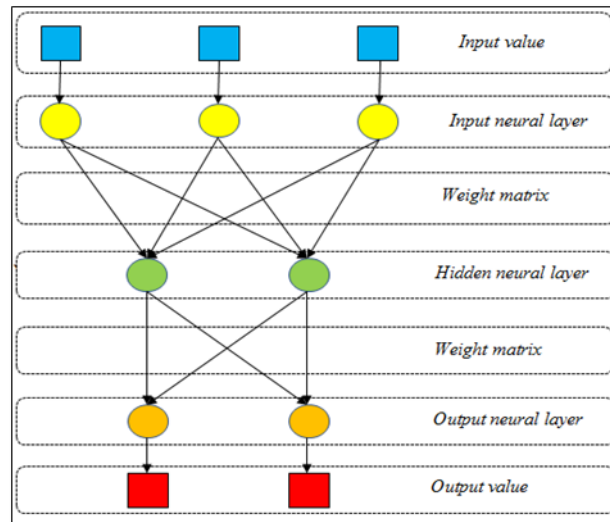 Input value
Input neural layer
Weight matrix
Hidden neural layer
Weight matrix
Output neural layer
Output value